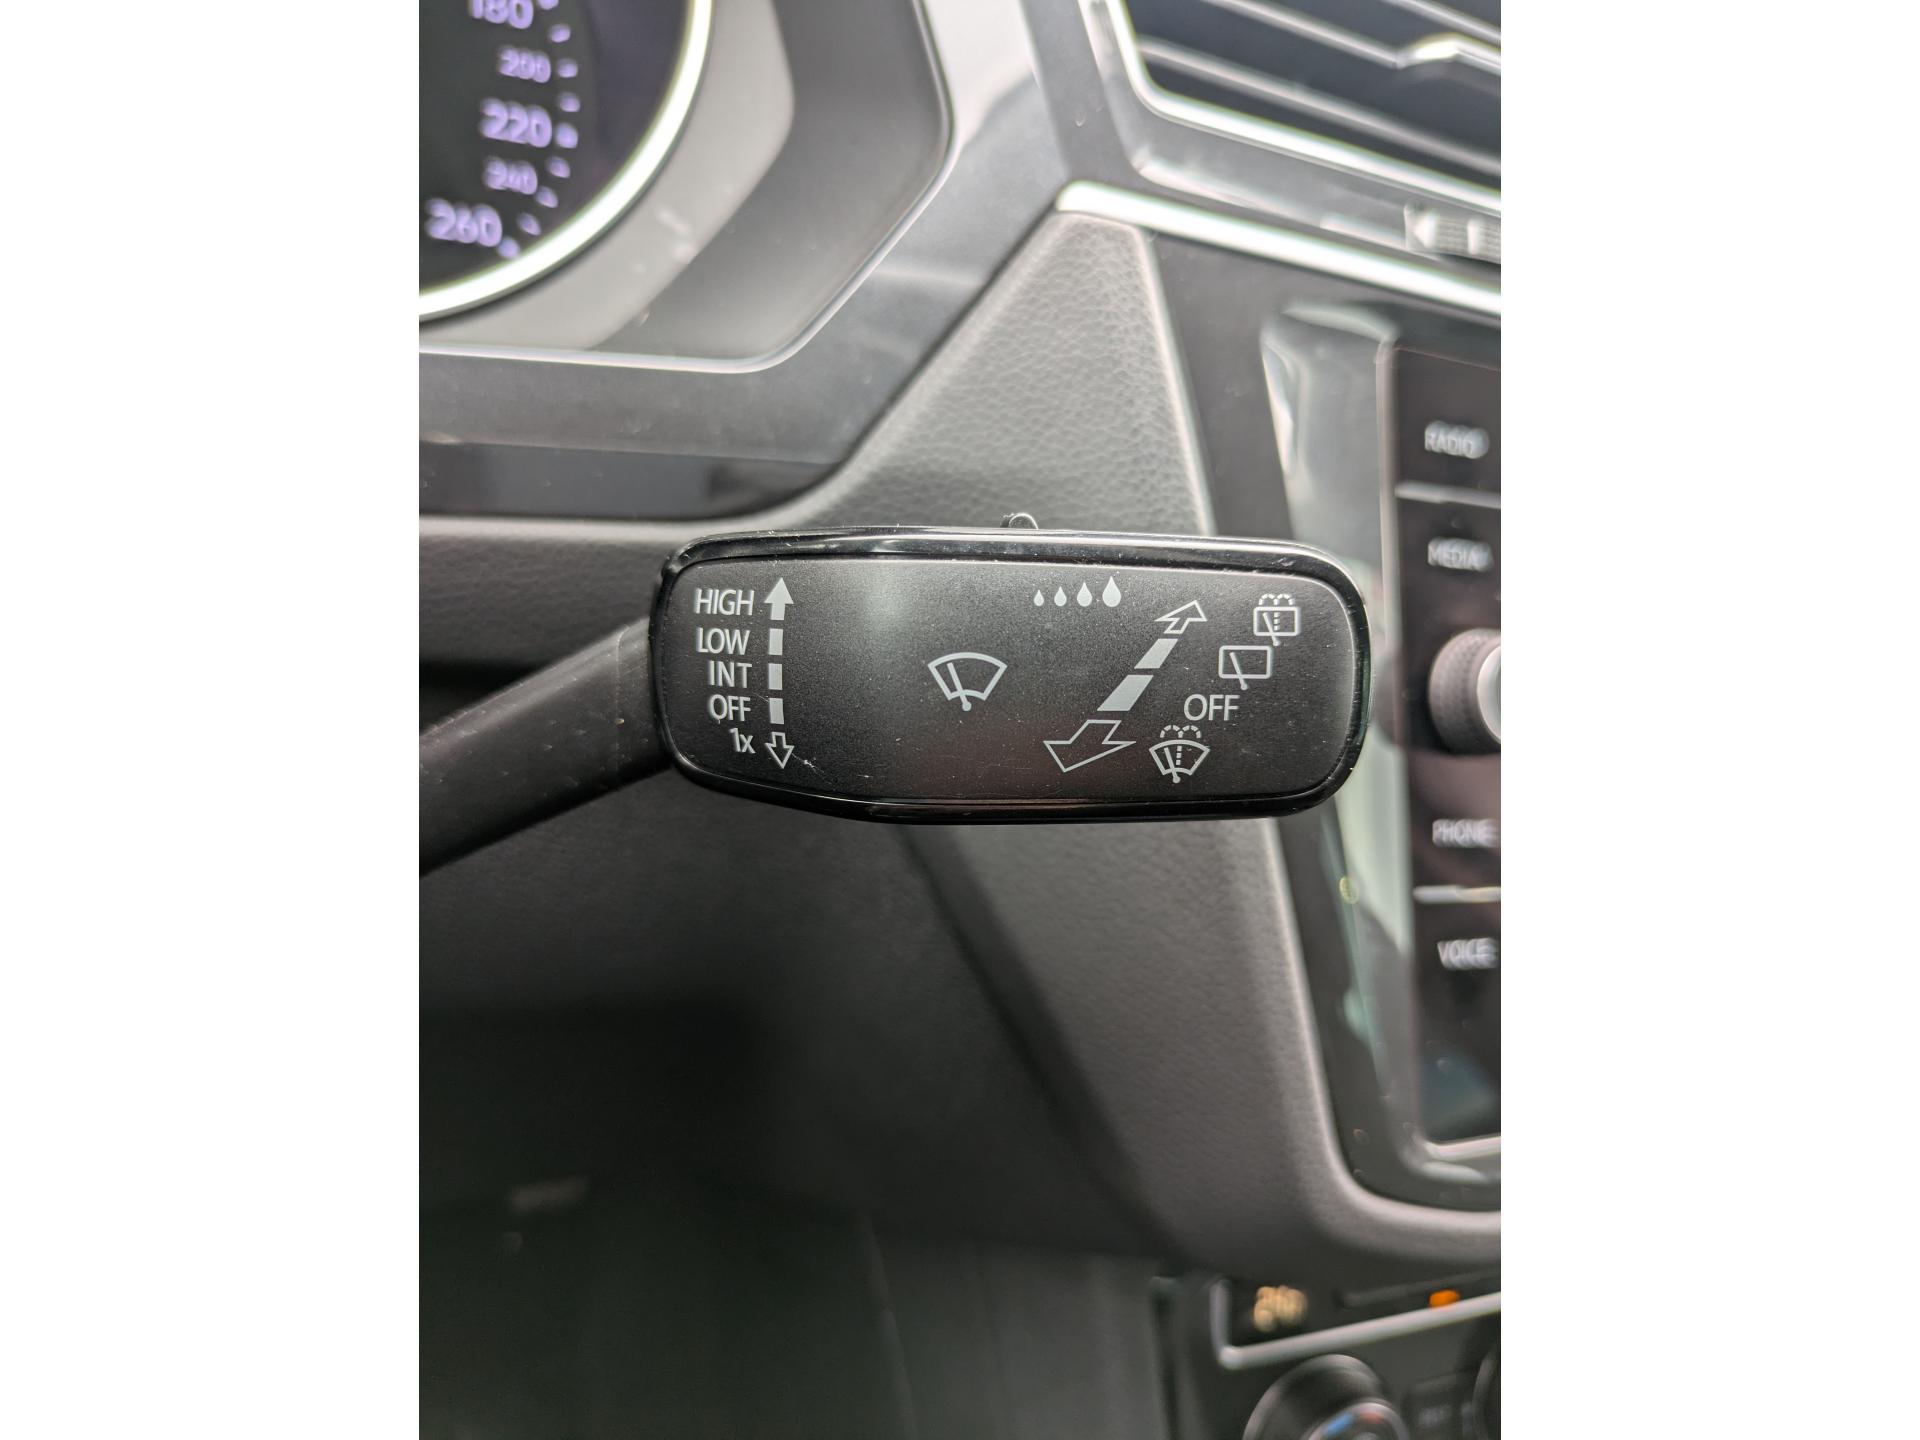 180
200
220
240
260
RADIO
MEDIA
HIGH
LOW
INT
OFF
1x
OFF
PHONE
VOICE